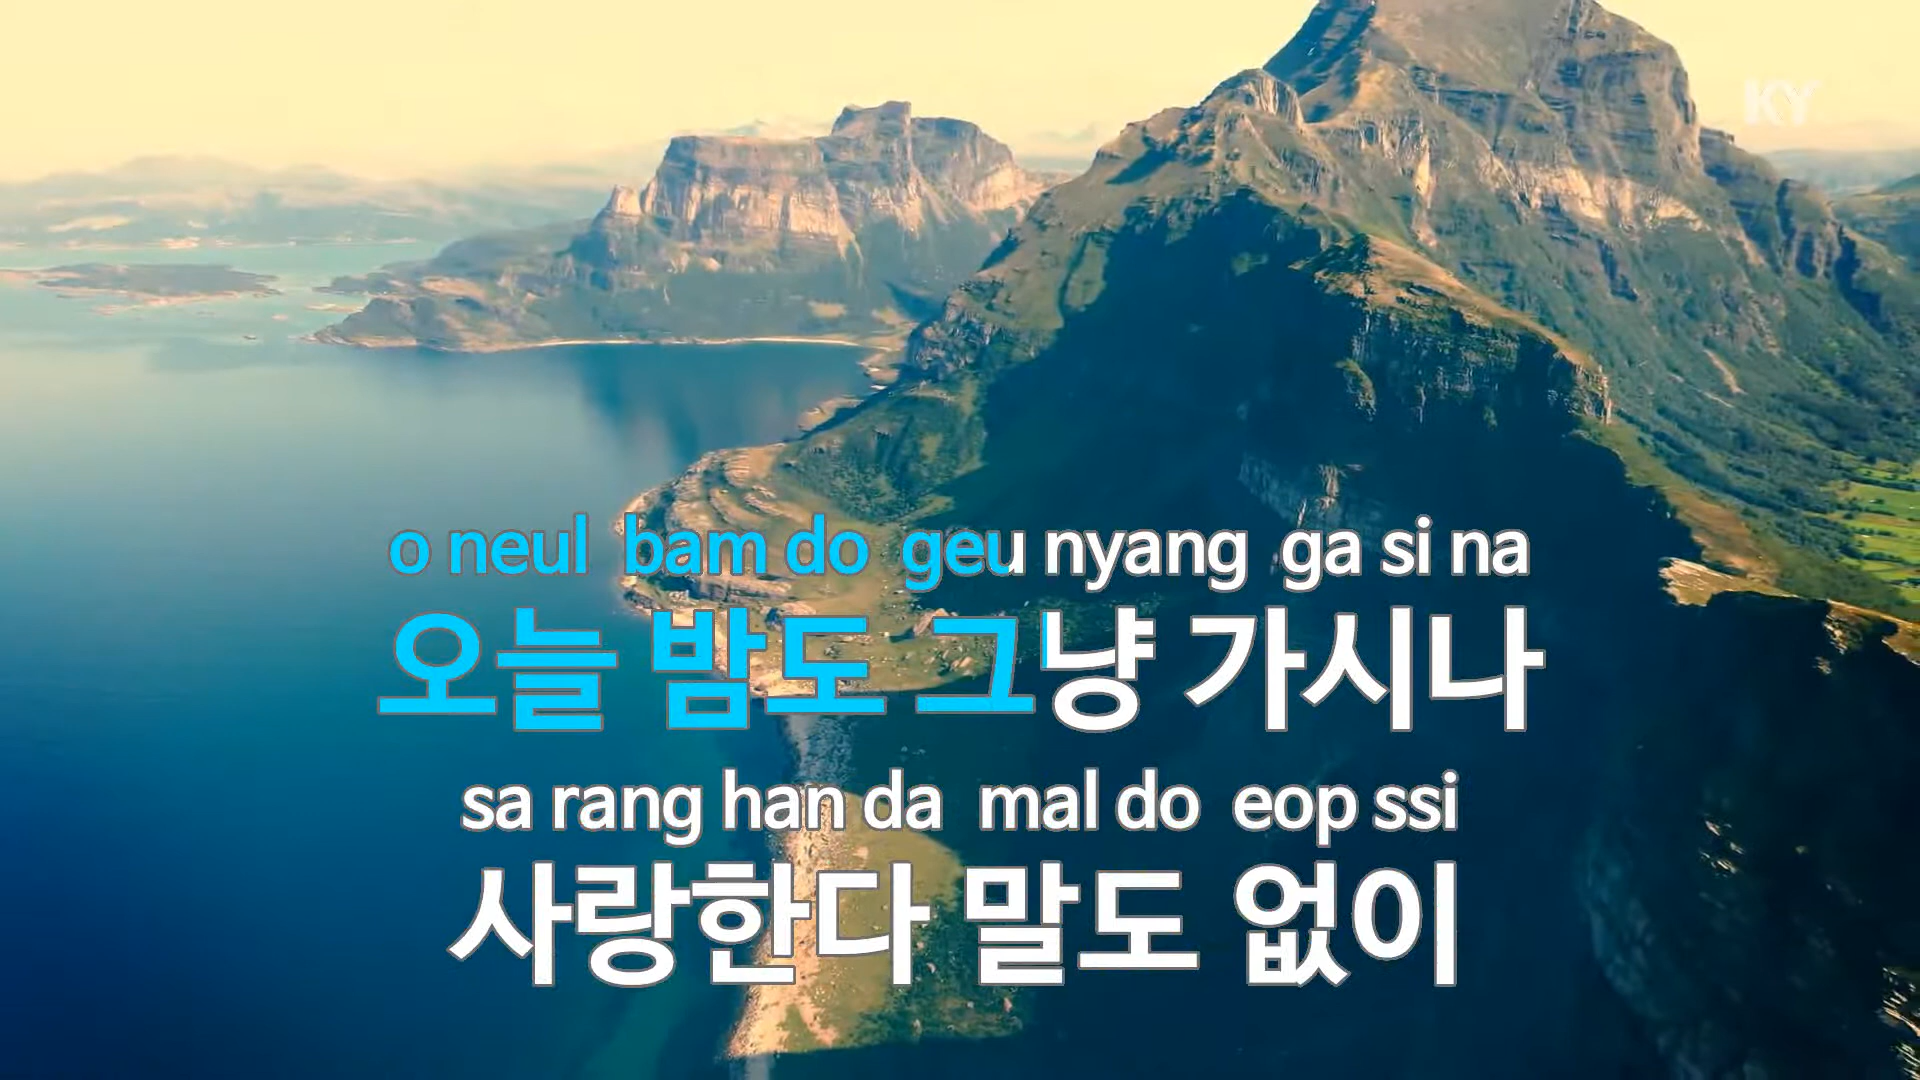 KY
o neul bam do geu nyang ga si na
오늘 밤도 그냥 가시나
sa rang han da mal do eop ssi
사랑한다 말도 없이